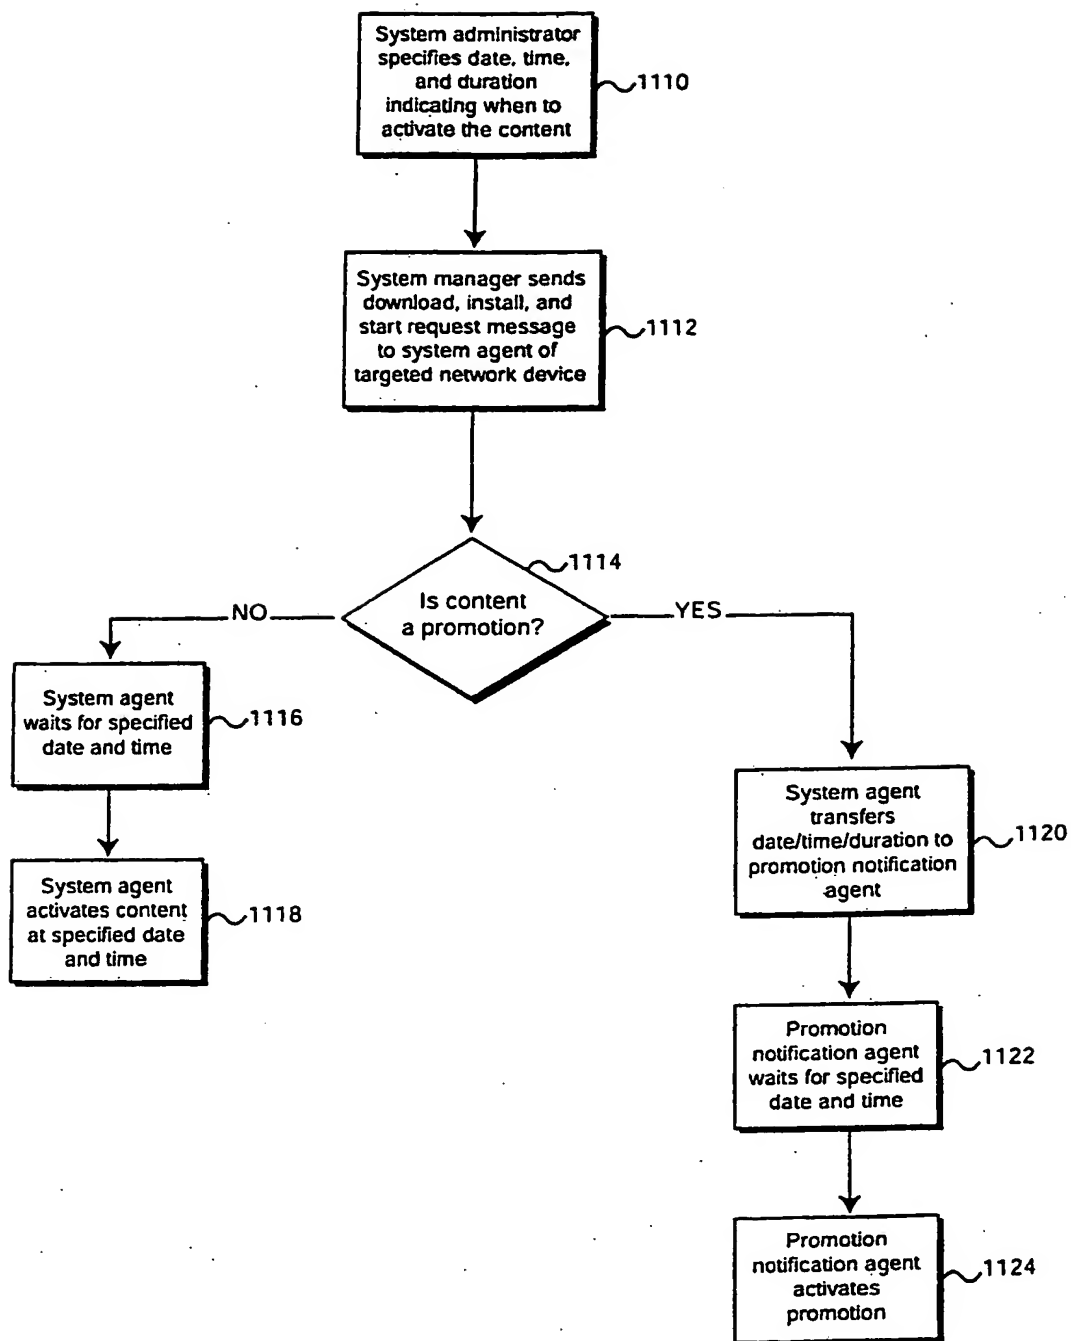 System administrator
specifies date, time,
and duration
indicating when to
activate the content
1110
System manager sends
download, install, and
start request message
to system agent of
targeted network device
1112
1114
Is content
a promotion?
NO
YES
System agent
waits for specified
date and time
1116
System agent
activates content
at specified date
and time
1118
System agent
transfers
date/time/duration to
promotion notification
agent
1120
Promotion
notification agent
waits for specified
date and time
1122
Promotion
notification agent
activates
promotion
1124